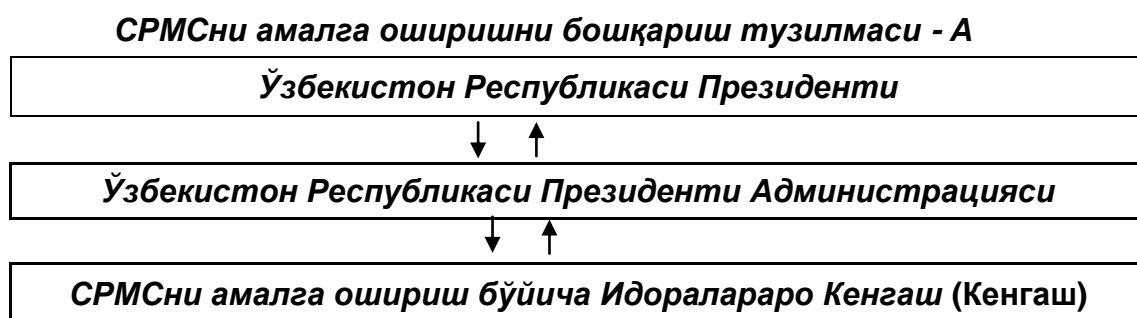 СРМСни амалга оширишни бошқариш тузилмаси - А
Ўзбекистон Республикаси Президенти
Ўзбекистон Республикаси Президенти Администрацияси
СРМСни амалга ошириш бўйича Идоралараро Кенгаш (Кенгаш)